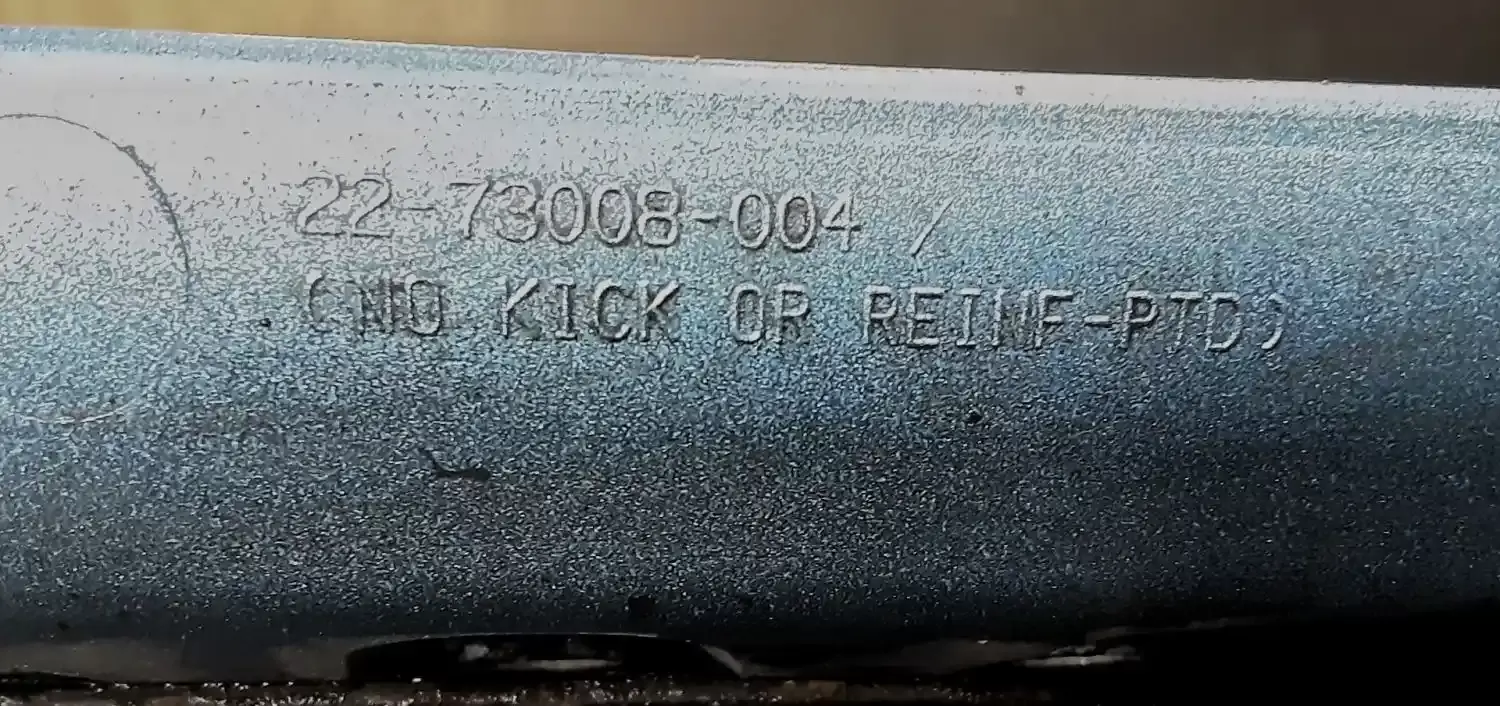 22-73008-004 /
(NO KICK OR REINF-PTD)